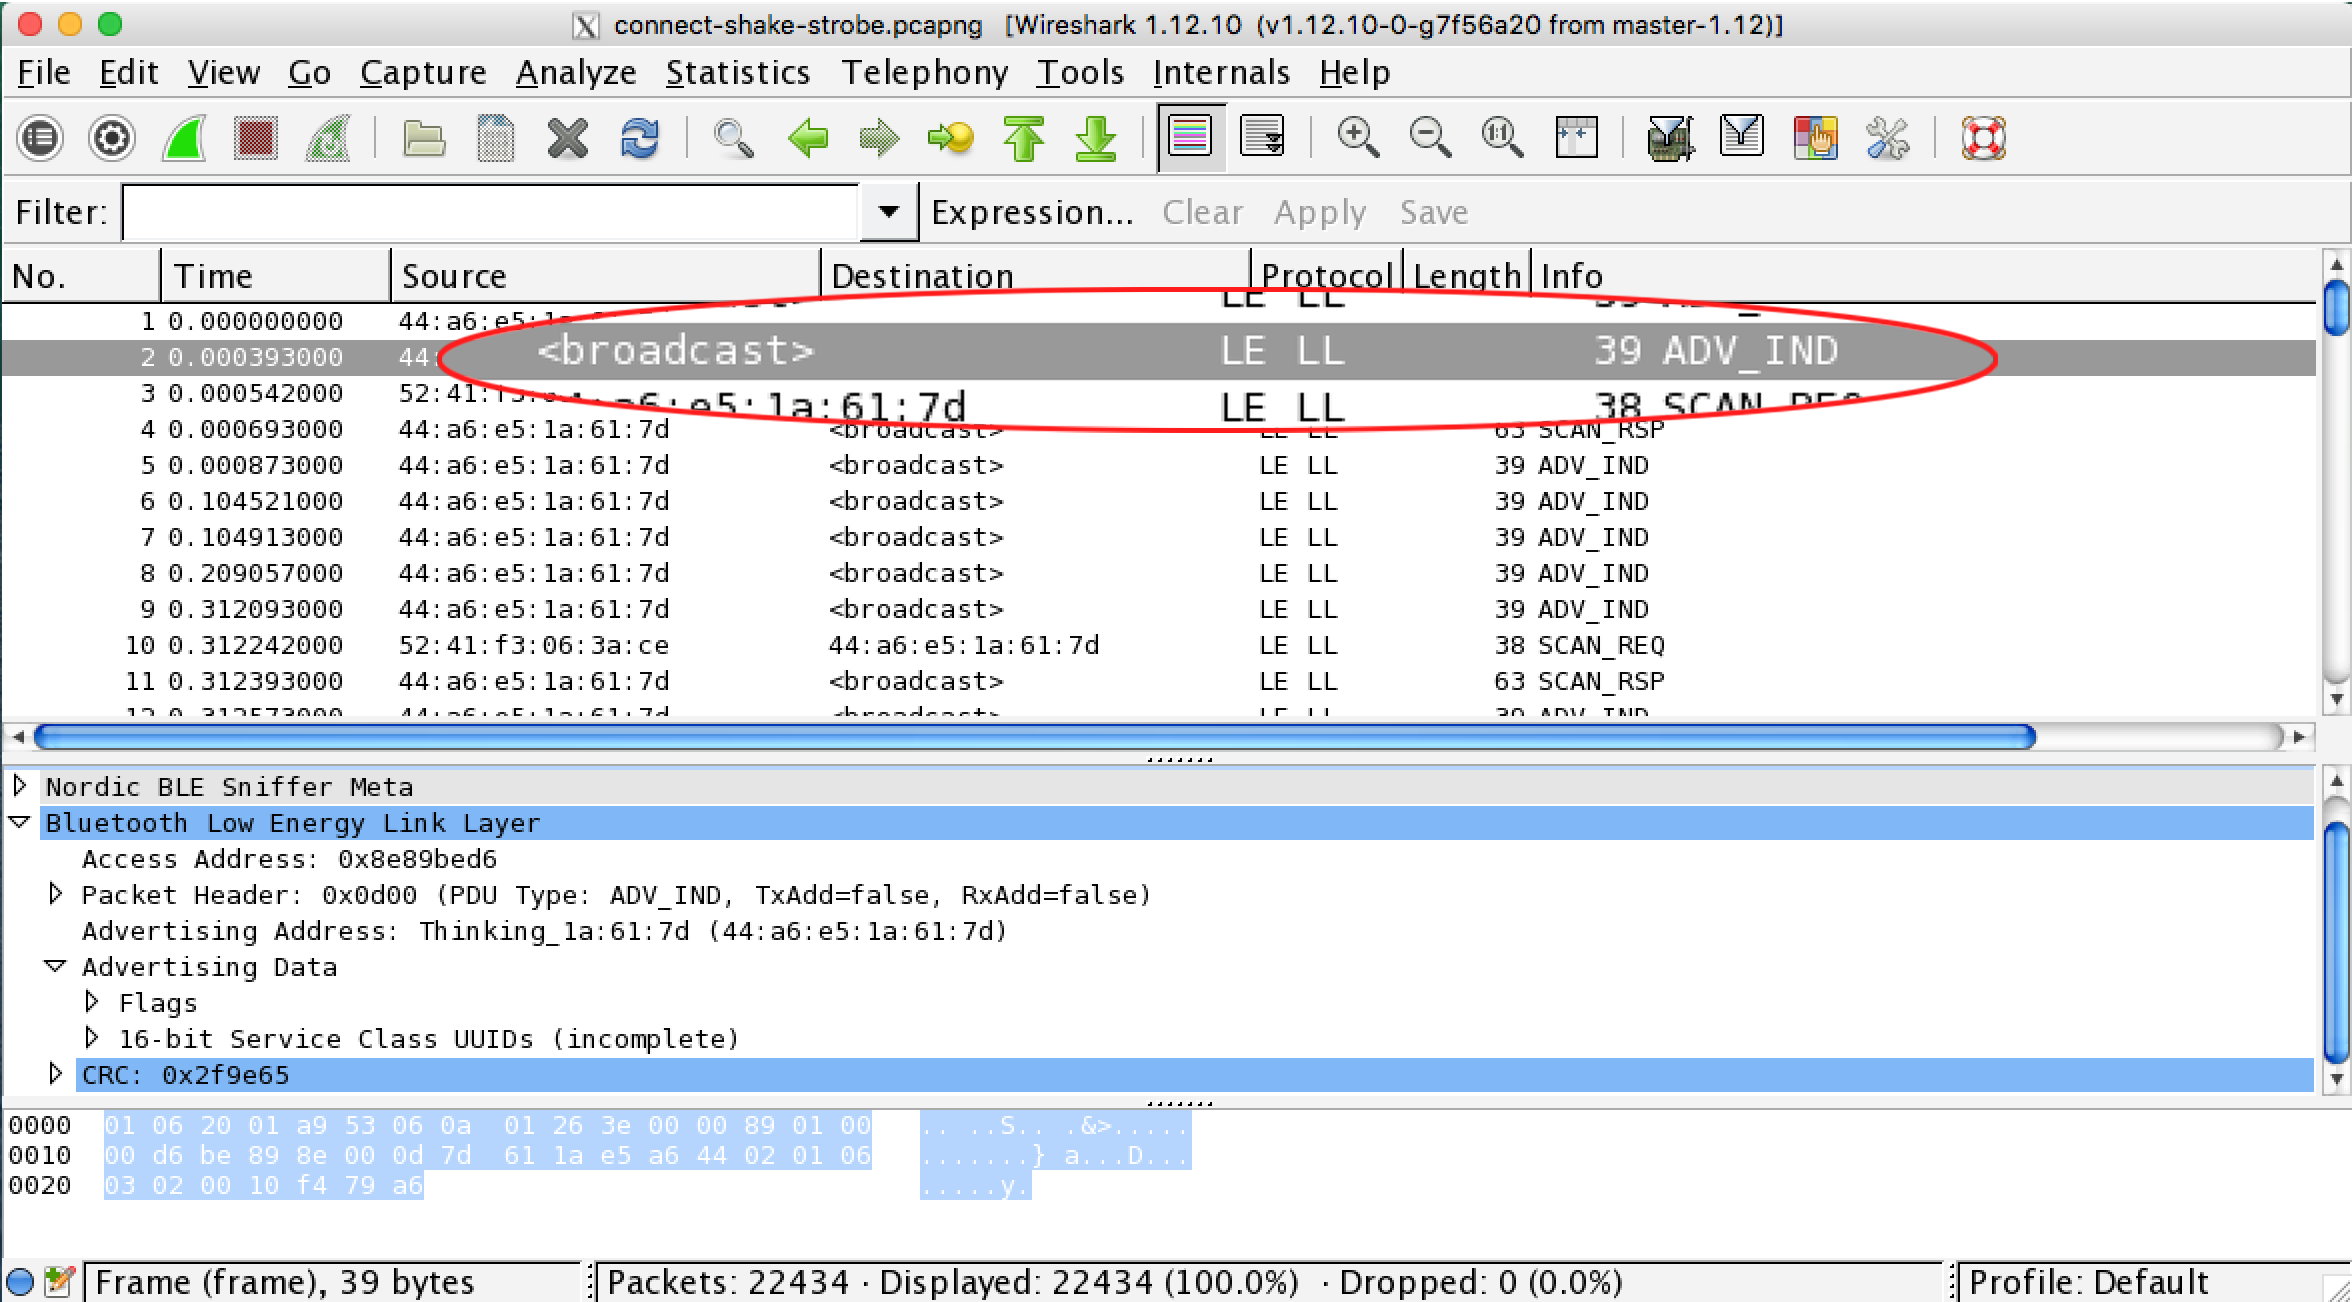 connect-shake-strobe.pcapng [Wireshark 1.12.10 (v1.12.10-0-g7f56a20 from master-1.12)]
File Edit View Go Capture Analyze Statistics Telephony Tools Internals Help
Filter: Expression... Clear Apply Save
No. Time Source Destination Protocol Length Info
1 0.000000000 44:a6:e5:1a LE LL
2 0.000393000 44: <broadcast> LE LL 39 ADV_IND
3 0.000542000 52:41:f3 a6:e5:1a:61:7d LE LL 38 SCAN_REQ
4 0.000693000 44:a6:e5:1a:61:7d <broadcast> LE LL 63 SCAN_RSP
5 0.000873000 44:a6:e5:1a:61:7d <broadcast> LE LL 39 ADV_IND
6 0.104521000 44:a6:e5:1a:61:7d <broadcast> LE LL 39 ADV_IND
7 0.104913000 44:a6:e5:1a:61:7d <broadcast> LE LL 39 ADV_IND
8 0.209057000 44:a6:e5:1a:61:7d <broadcast> LE LL 39 ADV_IND
9 0.312093000 44:a6:e5:1a:61:7d <broadcast> LE LL 39 ADV_IND
10 0.312242000 52:41:f3:06:3a:ce 44:a6:e5:1a:61:7d LE LL 38 SCAN_REQ
11 0.312393000 44:a6:e5:1a:61:7d <broadcast> LE LL 63 SCAN_RSP
12 0.312573000 44:a6:e5:1a:61:7d <broadcast> LE LL 39 ADV_IND
Nordic BLE Sniffer Meta
Bluetooth Low Energy Link Layer
Access Address: 0x8e89bed6
Packet Header: 0x0d00 (PDU Type: ADV_IND, TxAdd=false, RxAdd=false)
Advertising Address: Thinking_1a:61:7d (44:a6:e5:1a:61:7d)
Advertising Data
Flags
16-bit Service Class UUIDs (incomplete)
CRC: 0x2f9e65
0000 01 06 20 01 a9 53 06 0a 01 26 3e 00 00 89 01 00 .. ..S.. .&>.....
0010 00 d6 be 89 8e 00 0d 7d 61 1a e5 a6 44 02 01 06 .......} a...D...
0020 03 02 00 10 f4 79 a6 .....y.
Frame (frame), 39 bytes Packets: 22434 · Displayed: 22434 (100.0%) · Dropped: 0 (0.0%) Profile: Default